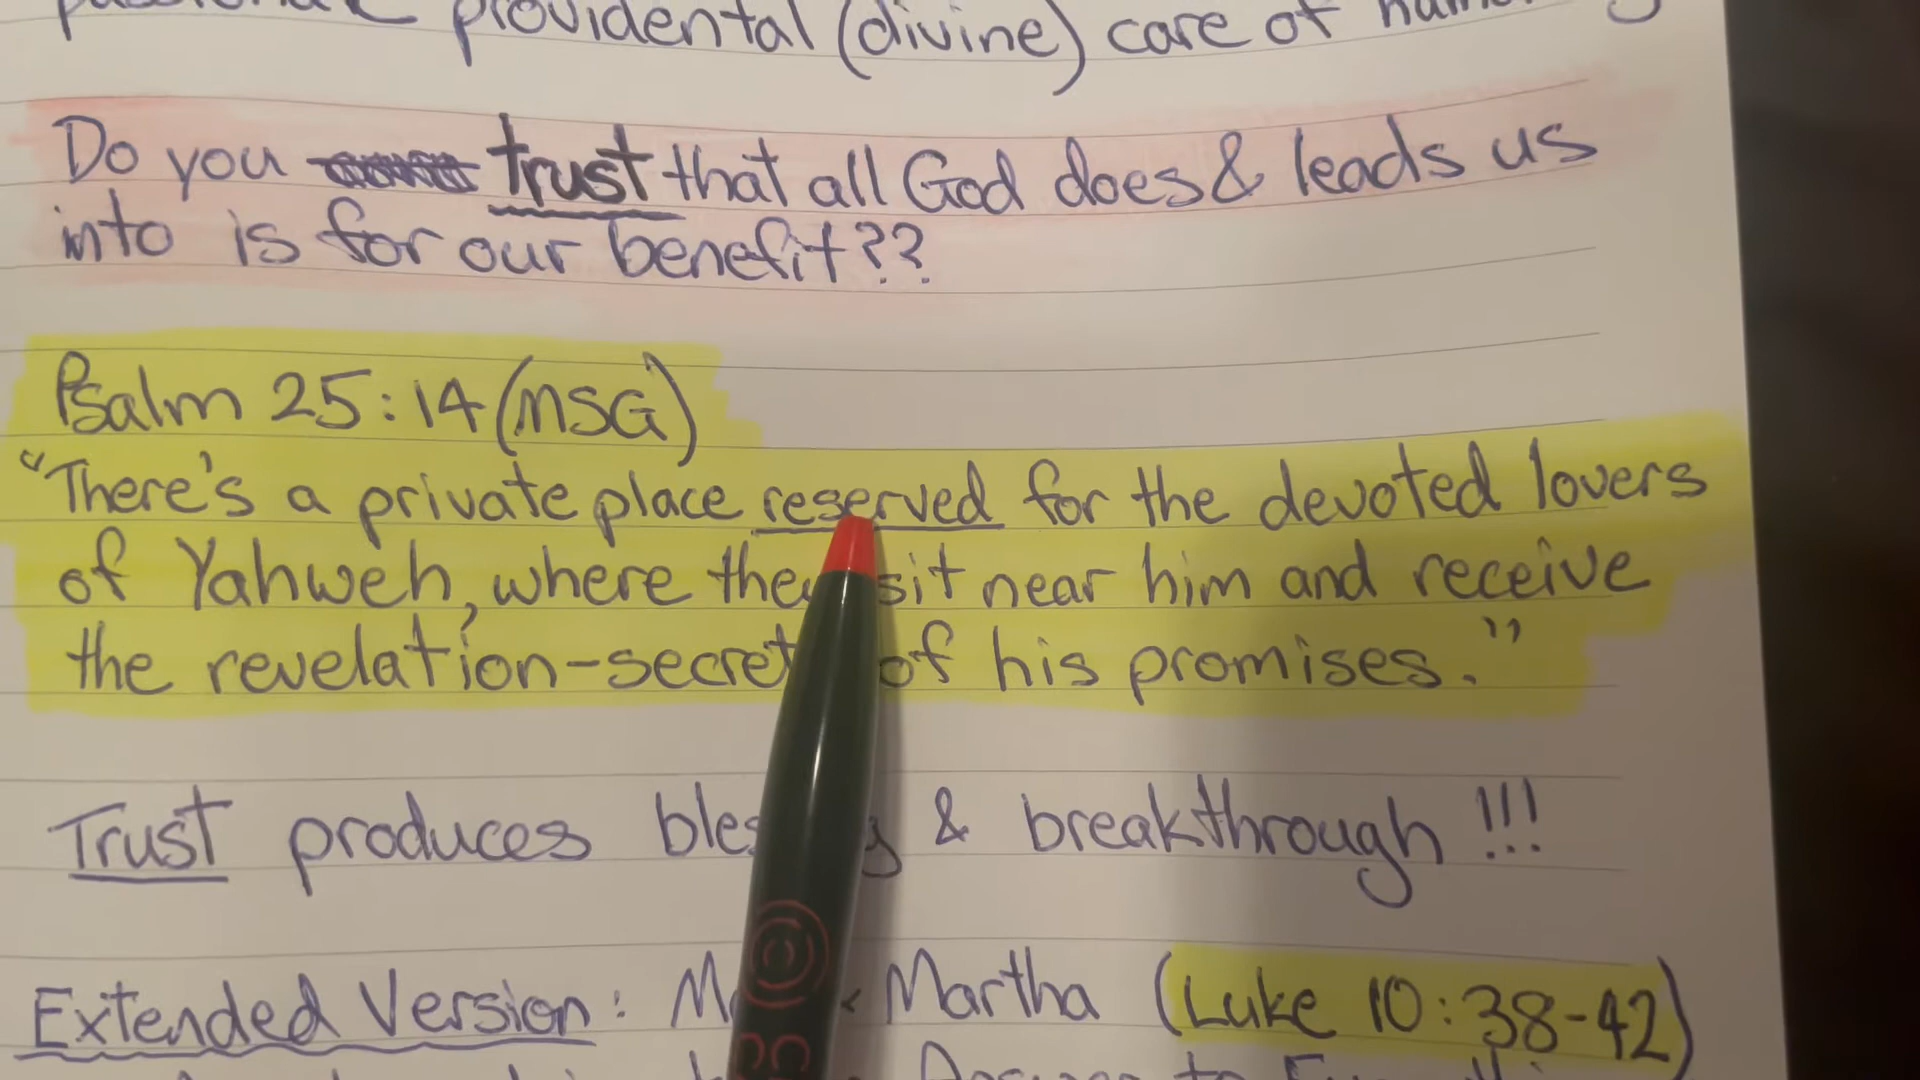 providental (divine) care of
Do you trust that all God does & leads us
into is for our benefit??
Psalm 25:14 (MSG)
"There's a private place reserved for the devoted lovers
of Yahweh, where they sit near him and receive
the revelation-secret of his promises."
Trust produces & breakthrough!!!
Extended Version: Martha (Luke 10:38-42)